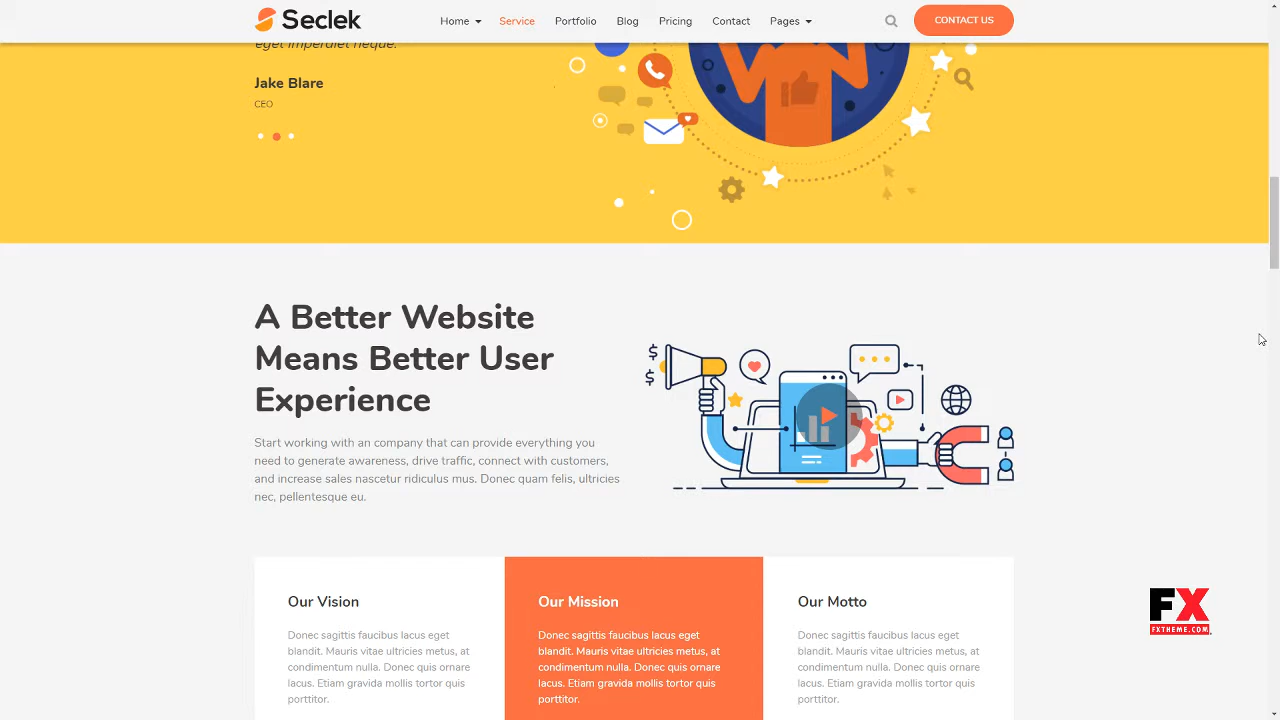 Seclek
Home Service Portfolio Blog Pricing Contact Pages CONTACT US
eget imperdiet neque.
Jake Blare
CEO
A Better Website
Means Better User
Experience
Start working with an company that can provide everything you
need to generate awareness, drive traffic, connect with customers,
and increase sales nascetur ridiculus mus. Donec quam felis, ultricies
nec, pellentesque eu.
$
$
Our Vision
Donec sagittis faucibus lacus eget
blandit. Mauris vitae ultricies metus, at
condimentum nulla. Donec quis ornare
lacus. Etiam gravida mollis tortor quis
porttitor.
Our Mission
Donec sagittis faucibus lacus eget
blandit. Mauris vitae ultricies metus, at
condimentum nulla. Donec quis ornare
lacus. Etiam gravida mollis tortor quis
porttitor.
Our Motto
Donec sagittis faucibus lacus eget
blandit. Mauris vitae ultricies metus, at
condimentum nulla. Donec quis ornare
lacus. Etiam gravida mollis tortor quis
porttitor.
FX
FXTHEME.COM